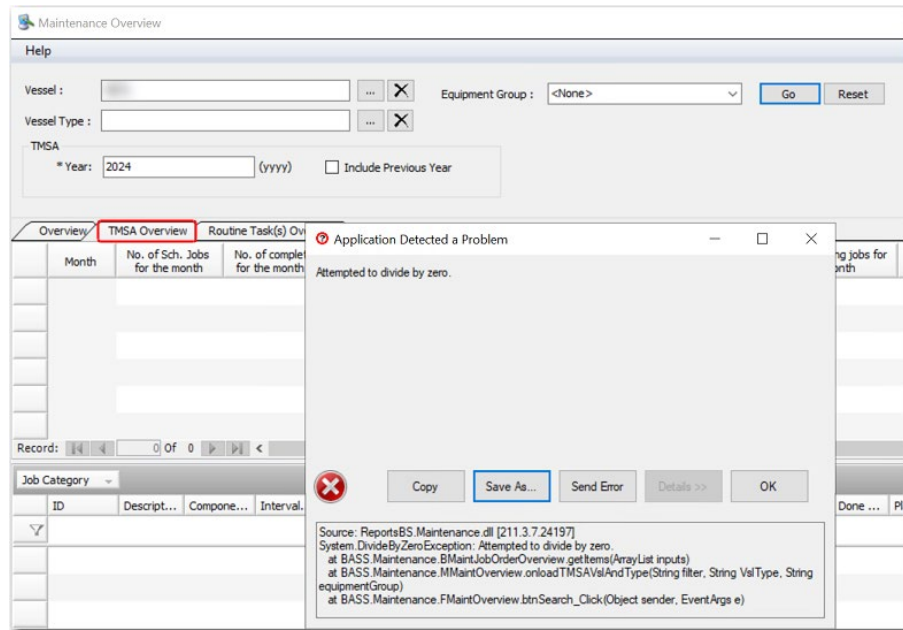 Maintenance Overview
Help
Vessel :
...
Equipment Group :
<None>
Go
Reset
Vessel Type :
...
TMSA
* Year:
2024
(yyyy)
Include Previous Year
Overview
TMSA Overview
Routine Task(s) Ov
Month
No. of Sch. Jobs
for the month
No. of complet
for the month
ng jobs for
onth
Application Detected a Problem
Attempted to divide by zero.
Record:
0 Of 0
Copy
Save As...
Send Error
Details >>
OK
Job Category
ID
Descript...
Compone...
Interval.
Done ...
Pl
Source: ReportsBS.Maintenance.dll [211.3.7.24197]
System.DivideByZeroException: Attempted to divide by zero.
at BASS.Maintenance.BMaintJobOrderOverview.getItems(ArrayList inputs)
at BASS.Maintenance.MMaintOverview.onloadTMSAVslAndType(String filter, String VslType, String
equipmentGroup)
at BASS.Maintenance.FMaintOverview.btnSearch_Click(Object sender, EventArgs e)